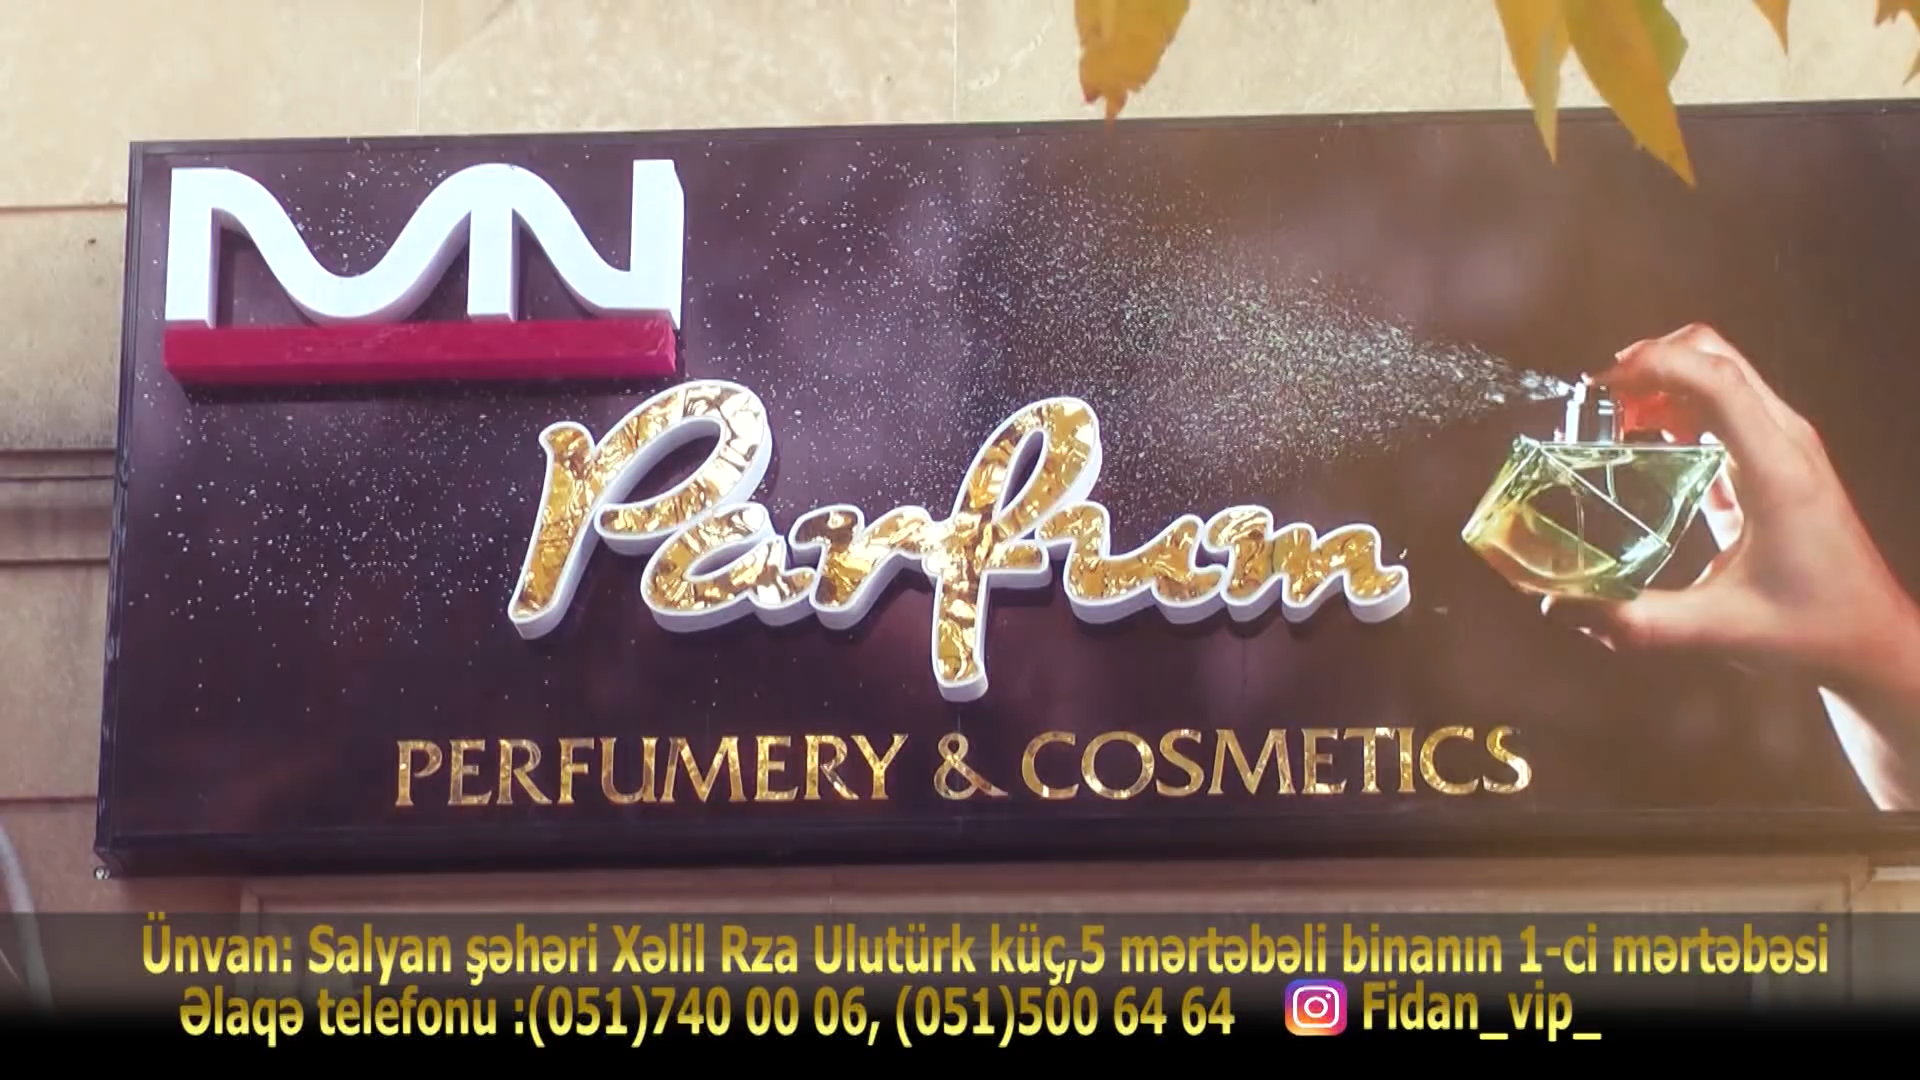 MN
Parfum
PERFUMERY & COSMETICS
Ünvan: Salyan şəhəri Xəlil Rza Ulutürk küç,5 mərtəbəli binanın 1-ci mərtəbəsi
Əlaqə telefonu :(051)740 00 06, (051)500 64 64 Fidan_vip_